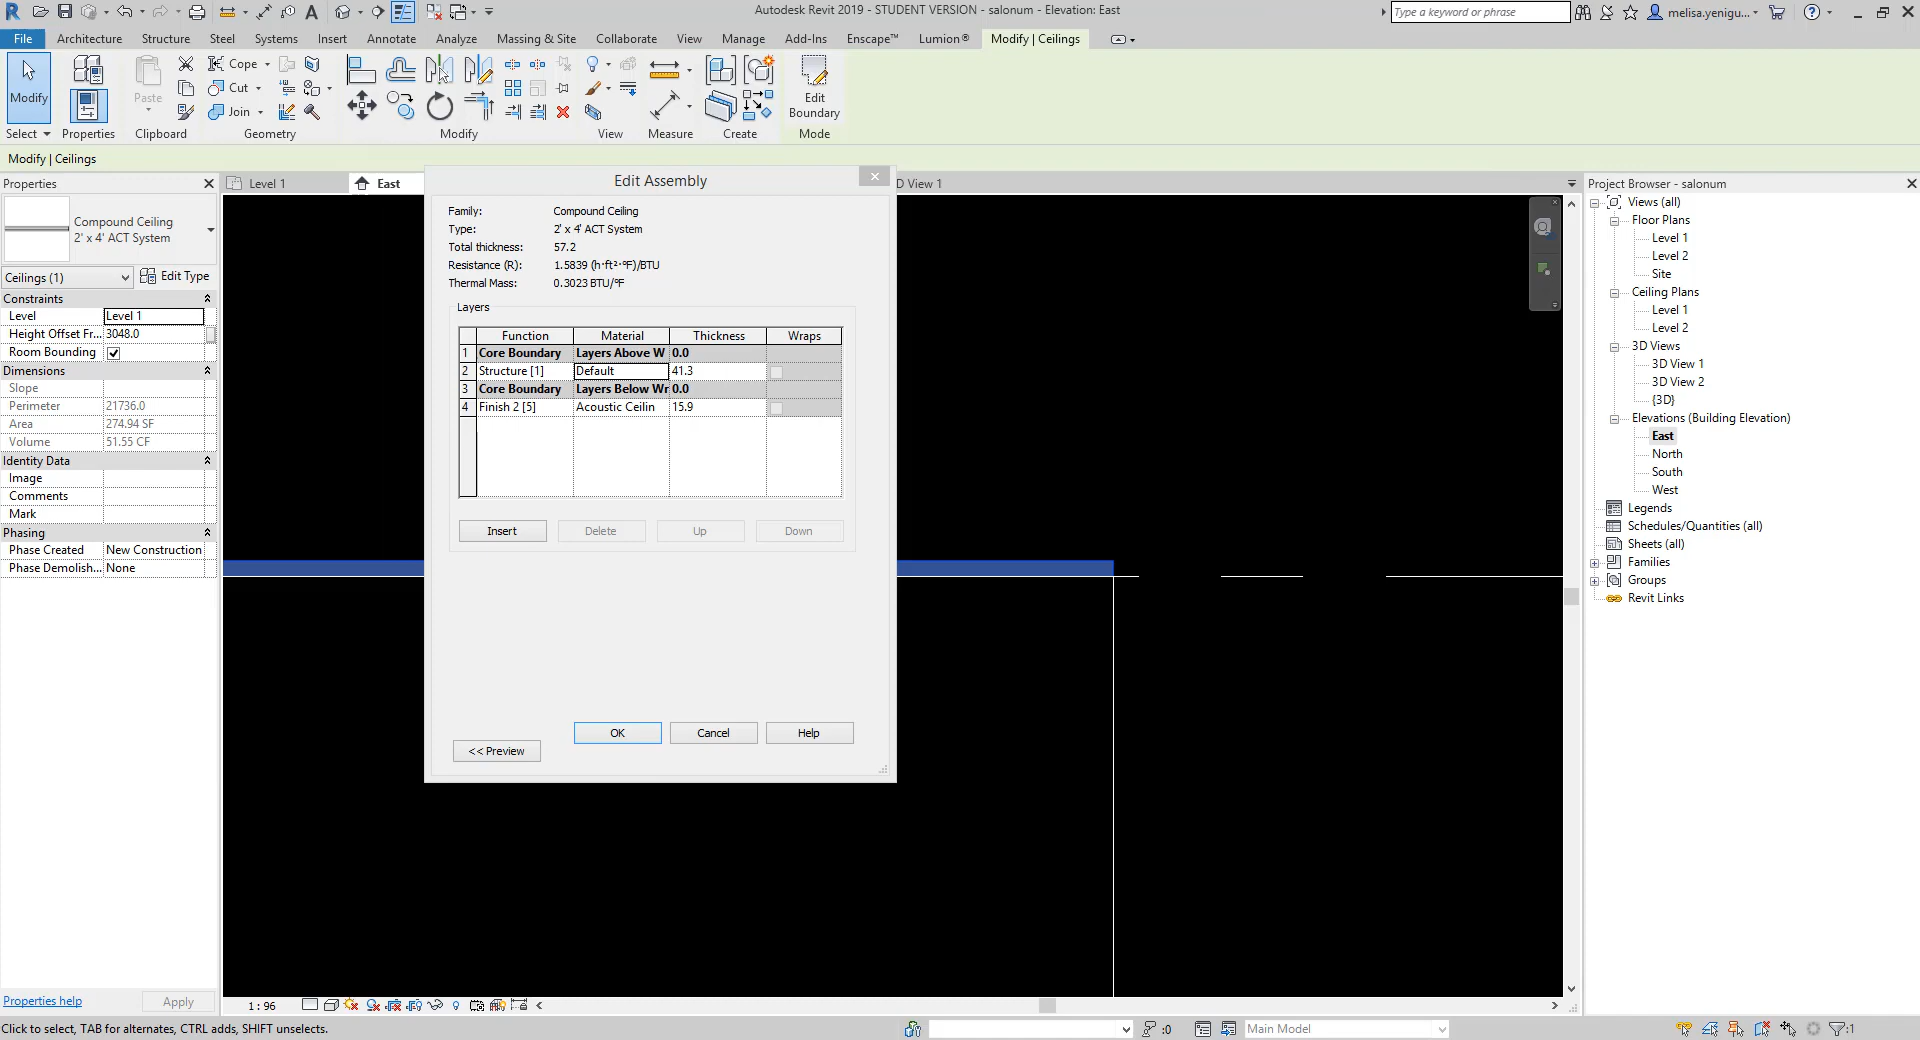 Autodesk Revit 2019 - STUDENT VERSION - salonum - Elevation: East
Type a keyword or phrase
melisa.yenigu...
File Architecture Structure Steel Systems Insert Annotate Analyze Massing & Site Collaborate View Manage Add-Ins Enscape™ Lumion® Modify | Ceilings
Modify
Paste
Cope
Cut
Join
Edit
Boundary
Select Properties Clipboard Geometry Modify View Measure Create Mode
Modify | Ceilings
Properties
Compound Ceiling
2' x 4' ACT System
Ceilings (1) Edit Type
Constraints
Level Level 1
Height Offset Fr... 3048.0
Room Bounding
Dimensions
Slope
Perimeter 21736.0
Area 274.94 SF
Volume 51.55 CF
Identity Data
Image
Comments
Mark
Phasing
Phase Created New Construction
Phase Demolish... None
Properties help Apply
Level 1 East D View 1
Edit Assembly
Family: Compound Ceiling
Type: 2' x 4' ACT System
Total thickness: 57.2
Resistance (R): 1.5839 (h·ft²·°F)/BTU
Thermal Mass: 0.3023 BTU/°F
Layers
Function Material Thickness Wraps
1 Core Boundary Layers Above W 0.0
2 Structure [1] Default 41.3
3 Core Boundary Layers Below Wr 0.0
4 Finish 2 [5] Acoustic Ceilin 15.9
Insert Delete Up Down
OK Cancel Help
<< Preview
Project Browser - salonum
Views (all)
Floor Plans
Level 1
Level 2
Site
Ceiling Plans
Level 1
Level 2
3D Views
3D View 1
3D View 2
{3D}
Elevations (Building Elevation)
East
North
South
West
Legends
Schedules/Quantities (all)
Sheets (all)
Families
Groups
Revit Links
1 : 96
Click to select, TAB for alternates, CTRL adds, SHIFT unselects.
:0
Main Model
:1